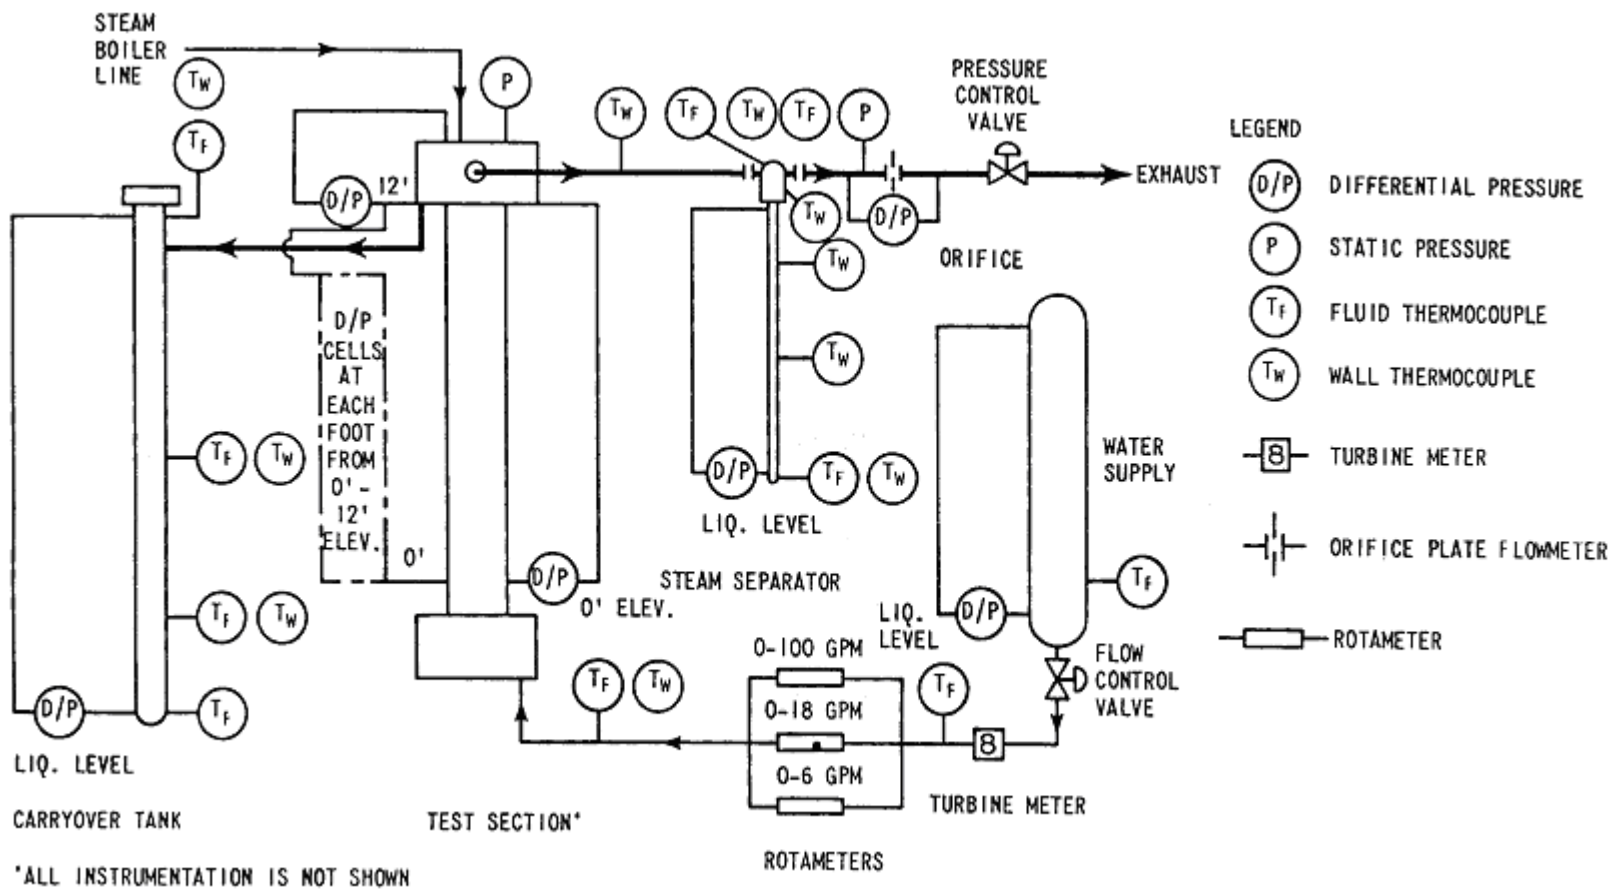 STEAM
BOILER
LINE
TW
TF
P
12'
D/P
TW
TF
TW
TF
P
PRESSURE
CONTROL
VALVE
EXHAUST
TW
D/P
ORIFICE
TW
TW
D/P
TF
TW
LIQ. LEVEL
STEAM SEPARATOR
D/P
CELLS
AT
EACH
FOOT
FROM
0'-
12'
ELEV.
0'
D/P
0' ELEV.
TF
TW
TF
TW
D/P
TF
LIQ. LEVEL
CARRYOVER TANK
TEST SECTION*
*ALL INSTRUMENTATION IS NOT SHOWN
WATER
SUPPLY
TF
D/P
LIQ.
LEVEL
FLOW
CONTROL
VALVE
TF
TW
0-100 GPM
0-18 GPM
0-6 GPM
ROTAMETERS
TF
8
TURBINE METER
LEGEND
D/P DIFFERENTIAL PRESSURE
P STATIC PRESSURE
TF FLUID THERMOCOUPLE
TW WALL THERMOCOUPLE
8 TURBINE METER
ORIFICE PLATE FLOWMETER
ROTAMETER